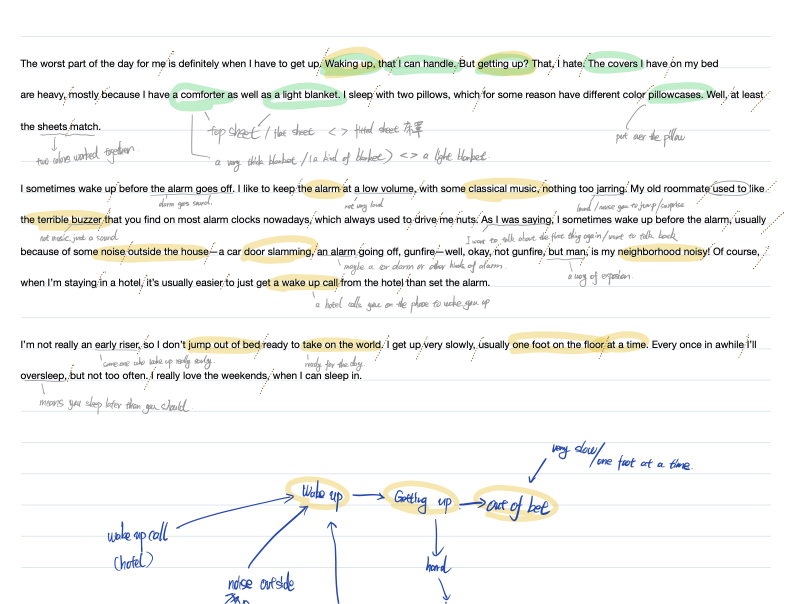 The worst part of the day for me is definitely when I have to get up. Waking up, that I can handle. But getting up? That, I hate. The covers I have on my bed
are heavy, mostly because I have a comforter as well as a light blanket. I sleep with two pillows, which for some reason have different color pillowcases. Well, at least
top sheet / flat sheet <> fitted sheet
the sheets match.
put over the pillow
two colors worked together
a very thick blanket / (a kind of blanket) <> a light blanket
I sometimes wake up before the alarm goes off. I like to keep the alarm at a low volume, with some classical music, nothing too jarring. My old roommate used to like
alarm goes sound.
not very loud
loud / noise you to jump / surprise
the terrible buzzer that you find on most alarm clocks nowadays, which always used to drive me nuts. As I was saying, I sometimes wake up before the alarm, usually
not music, just a sound
I want to talk about the first thing again / want to talk back
because of some noise outside the house—a car door slamming, an alarm going off, gunfire—well, okay, not gunfire, but man, is my neighborhood noisy! Of course,
maybe a car alarm or other kinds of alarm.
a way of
when I'm staying in a hotel, it's usually easier to just get a wake up call from the hotel than set the alarm.
a hotel calls you on the phone to wake you up
I'm not really an early riser, so I don't jump out of bed ready to take on the world. I get up very slowly, usually one foot on the floor at a time. Every once in awhile I'll
someone who wake up really early
ready for the day.
oversleep, but not too often. I really love the weekends, when I can sleep in.
means you sleep later than you should.
very slow / one foot at a time.
Wake up
Getting up
out of bet
wake up call
(hotel)
hard
noise outside